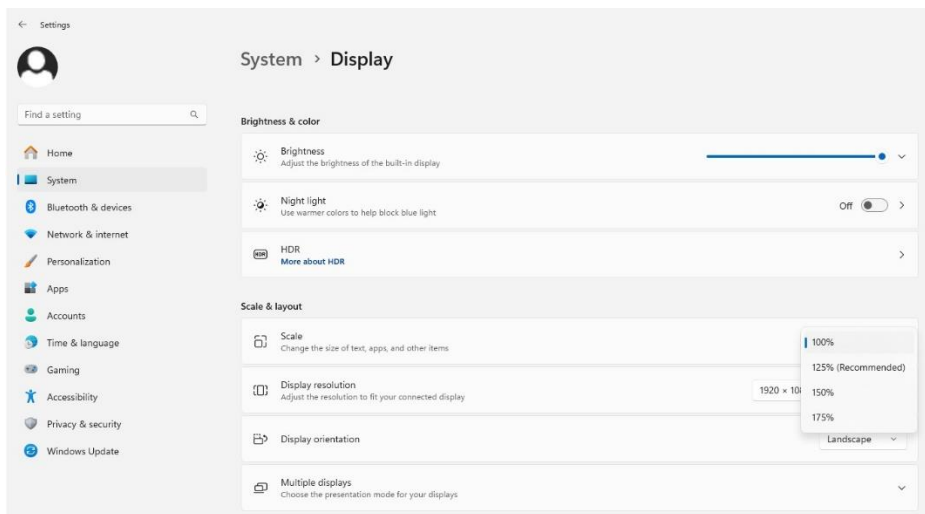 Settings
System > Display
Find a setting
Home
System
Bluetooth & devices
Network & internet
Personalization
Apps
Accounts
Time & language
Gaming
Accessibility
Privacy & security
Windows Update
Brightness & color
Brightness
Adjust the brightness of the built-in display
Night light
Use warmer colors to help block blue light
Off
HDR
HDR
More about HDR
Scale & layout
Scale
Change the size of text, apps, and other items
100%
125% (Recommended)
150%
175%
Display resolution
Adjust the resolution to fit your connected display
1920 × 10
Display orientation
Landscape
Multiple displays
Choose the presentation mode for your displays